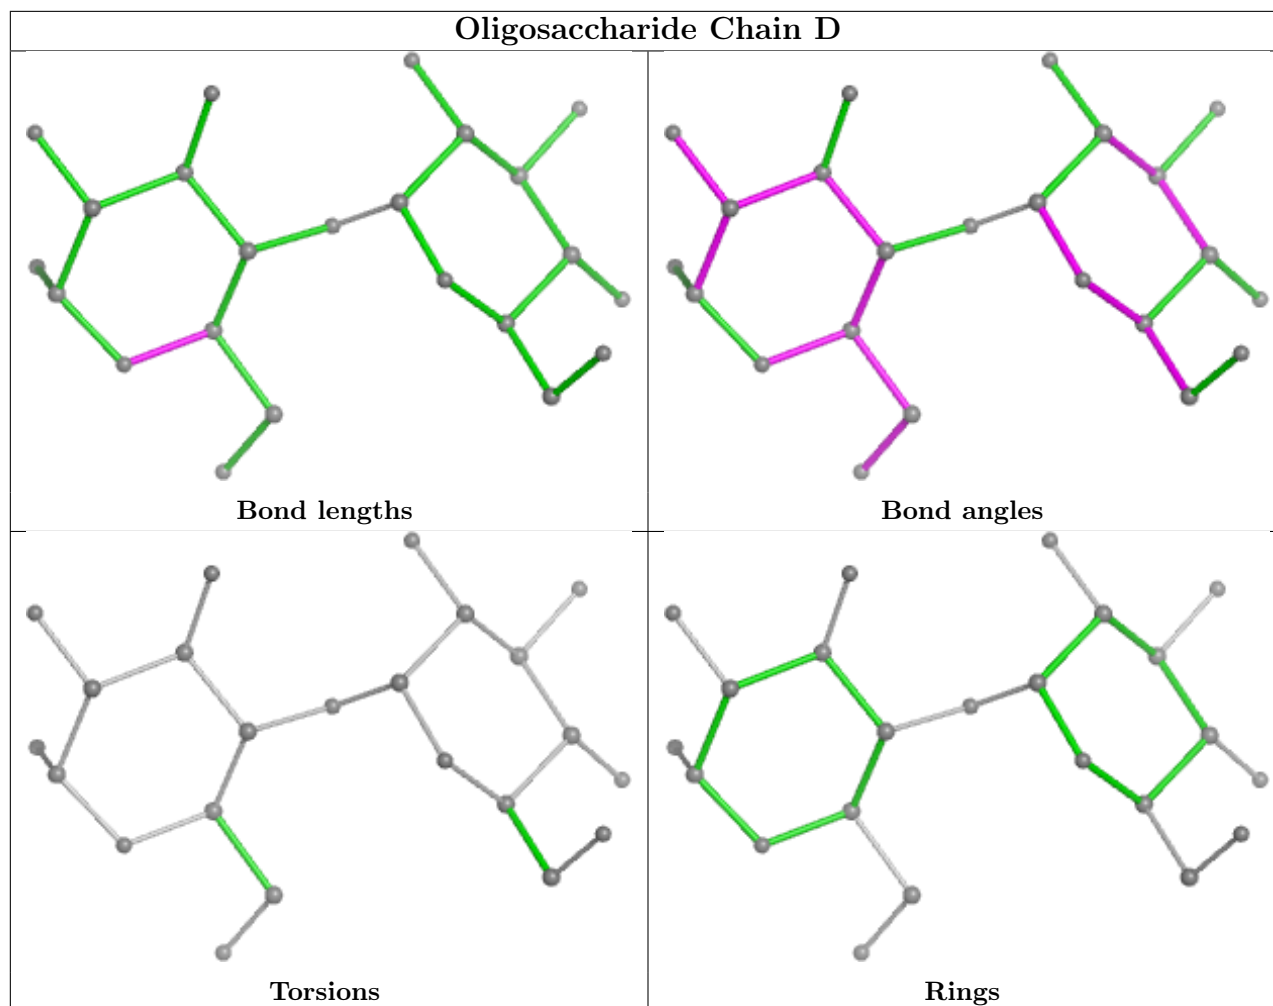 Oligosaccharide Chain D
Bond lengths
Bond angles
Torsions
Rings